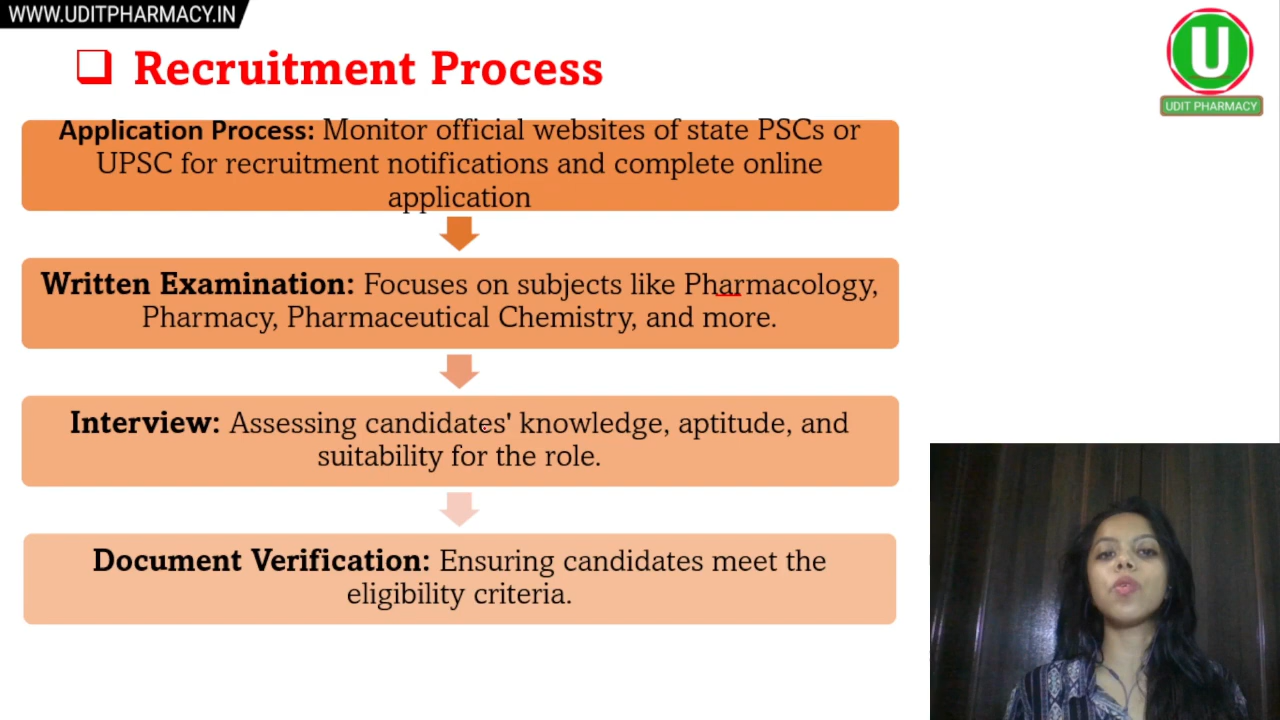 WWW.UDITPHARMACY.IN
Recruitment Process
U
UDIT PHARMACY
Application Process: Monitor official websites of state PSCs or
UPSC for recruitment notifications and complete online
application
Written Examination: Focuses on subjects like Pharmacology,
Pharmacy, Pharmaceutical Chemistry, and more.
Interview: Assessing candidates' knowledge, aptitude, and
suitability for the role.
Document Verification: Ensuring candidates meet the
eligibility criteria.